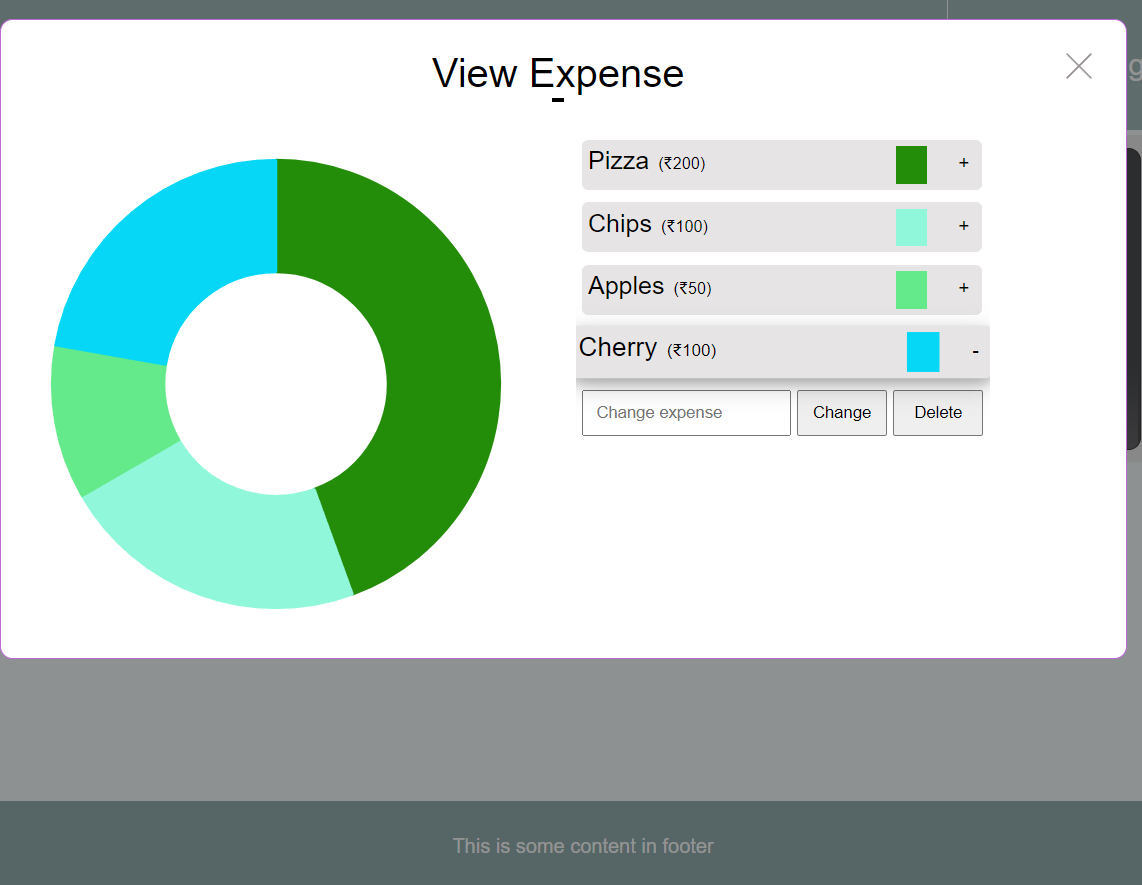 View Expense
g
Pizza (₹200) +
Chips (₹100) +
Apples (₹50) +
Cherry (₹100) -
Change expense Change Delete
This is some content in footer